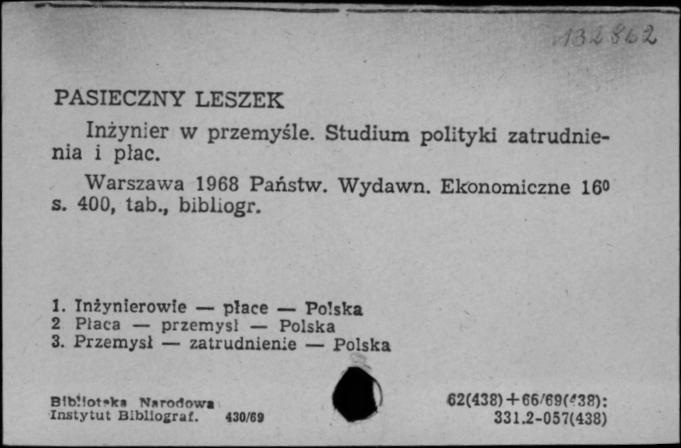 132862
PASIECZNY LESZEK
Inżynier w przemyśle. Studium polityki zatrudnie-
nia i płac.
Warszawa 1968 Państw. Wydawn. Ekonomiczne 16⁰
s. 400, tab., bibliogr.
1. Inżynierowie — płace — Polska
2 Płaca — przemysł — Polska
3. Przemysł — zatrudnienie — Polska
Biblioteka Narodowa
Instytut Bibliograf. 430/69
62(438)+66/69(438):
331.2-057(438)